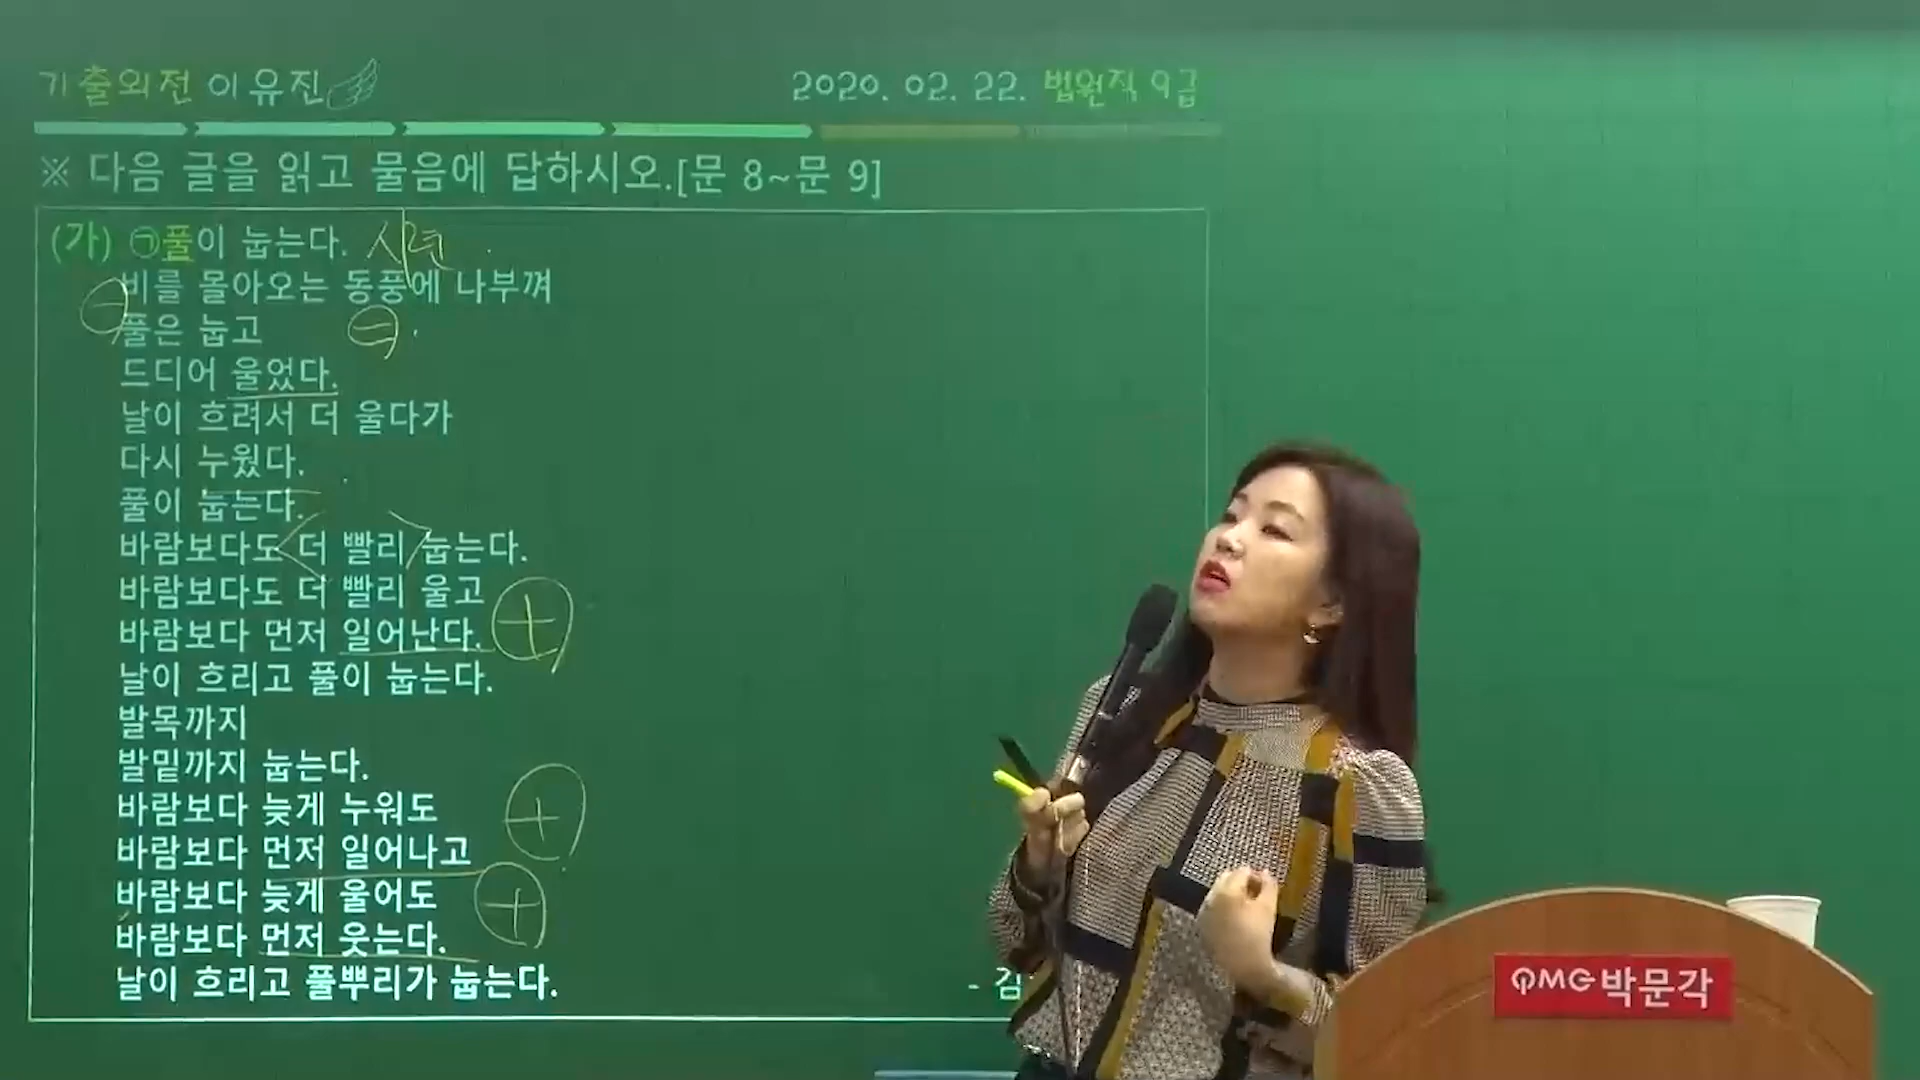 기출외전 이유진
2020. 02. 22. 법원직 9급
※ 다음 글을 읽고 물음에 답하시오.[문 8~문 9]
(가) ㉠풀이 눕는다. 시련
비를 몰아오는 동풍에 나부껴
풀은 눕고
드디어 울었다.
날이 흐려서 더 울다가
다시 누웠다.
풀이 눕는다.
바람보다도 더 빨리 눕는다.
바람보다도 더 빨리 울고
바람보다 먼저 일어난다.
날이 흐리고 풀이 눕는다.
발목까지
발밑까지 눕는다.
바람보다 늦게 누워도
바람보다 먼저 일어나고
바람보다 늦게 울어도
바람보다 먼저 웃는다.
날이 흐리고 풀뿌리가 눕는다.
- 김
PMG 박문각